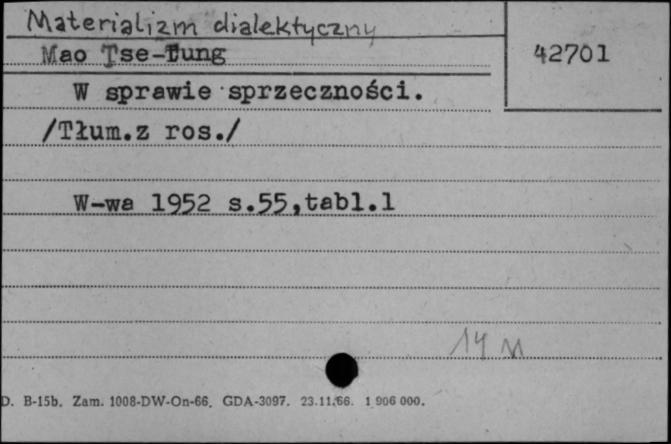 Materializm dialektyczny
Mao Tse-Tung
42701
W sprawie sprzeczności.
/Tłum.z ros./
W-wa 1952 s.55,tabl.1
14
D. B-15b. Zam. 1008-DW-On-66. GDA-3097. 23.11.66. 1 906 000.